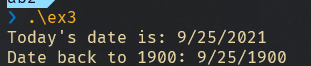 ❯ .\ex3
Today's date is: 9/25/2021
Date back to 1900: 9/25/1900